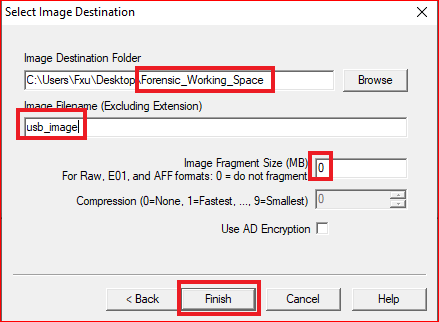 Select Image Destination
Image Destination Folder
C:\Users\Fxu\Desktop\Forensic_Working_Space
Browse
Image Filename (Excluding Extension)
usb_image
Image Fragment Size (MB)
0
For Raw, E01, and AFF formats: 0 = do not fragment
Compression (0=None, 1=Fastest, ..., 9=Smallest)
0
Use AD Encryption
< Back
Finish
Cancel
Help